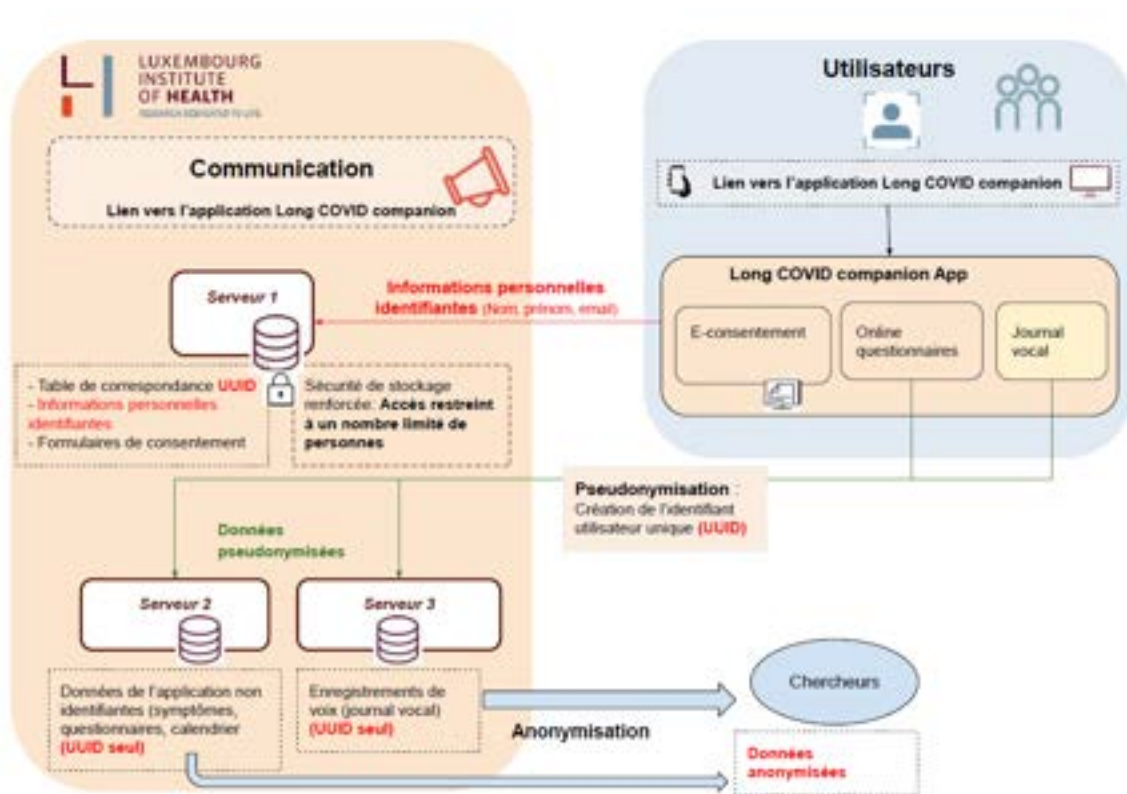 LUXEMBOURG
INSTITUTE
OF HEALTH
RESEARCH DEDICATED TO LIFE
Communication
Lien vers l'application Long COVID companion
Utilisateurs
Lien vers l'application Long COVID companion
Long COVID companion App
E-consentement
Online
questionnaires
Journal
vocal
Informations personnelles
identifiantes (Nom, prénom, email)
Serveur 1
- Table de correspondance UUID
- Informations personnelles
identifiantes
- Formulaires de consentement
Sécurité de stockage
renforcée: Accès restreint
à un nombre limité de
personnes
Pseudonymisation :
Création de l'identifiant
utilisateur unique (UUID)
Données
pseudonymisées
Serveur 2
Serveur 3
Données de l'application non
identifiantes (symptômes,
questionnaires, calendrier
(UUID seul)
Enregistrements de
voix (journal vocal)
(UUID seul)
Anonymisation
Chercheurs
Données
anonymisées